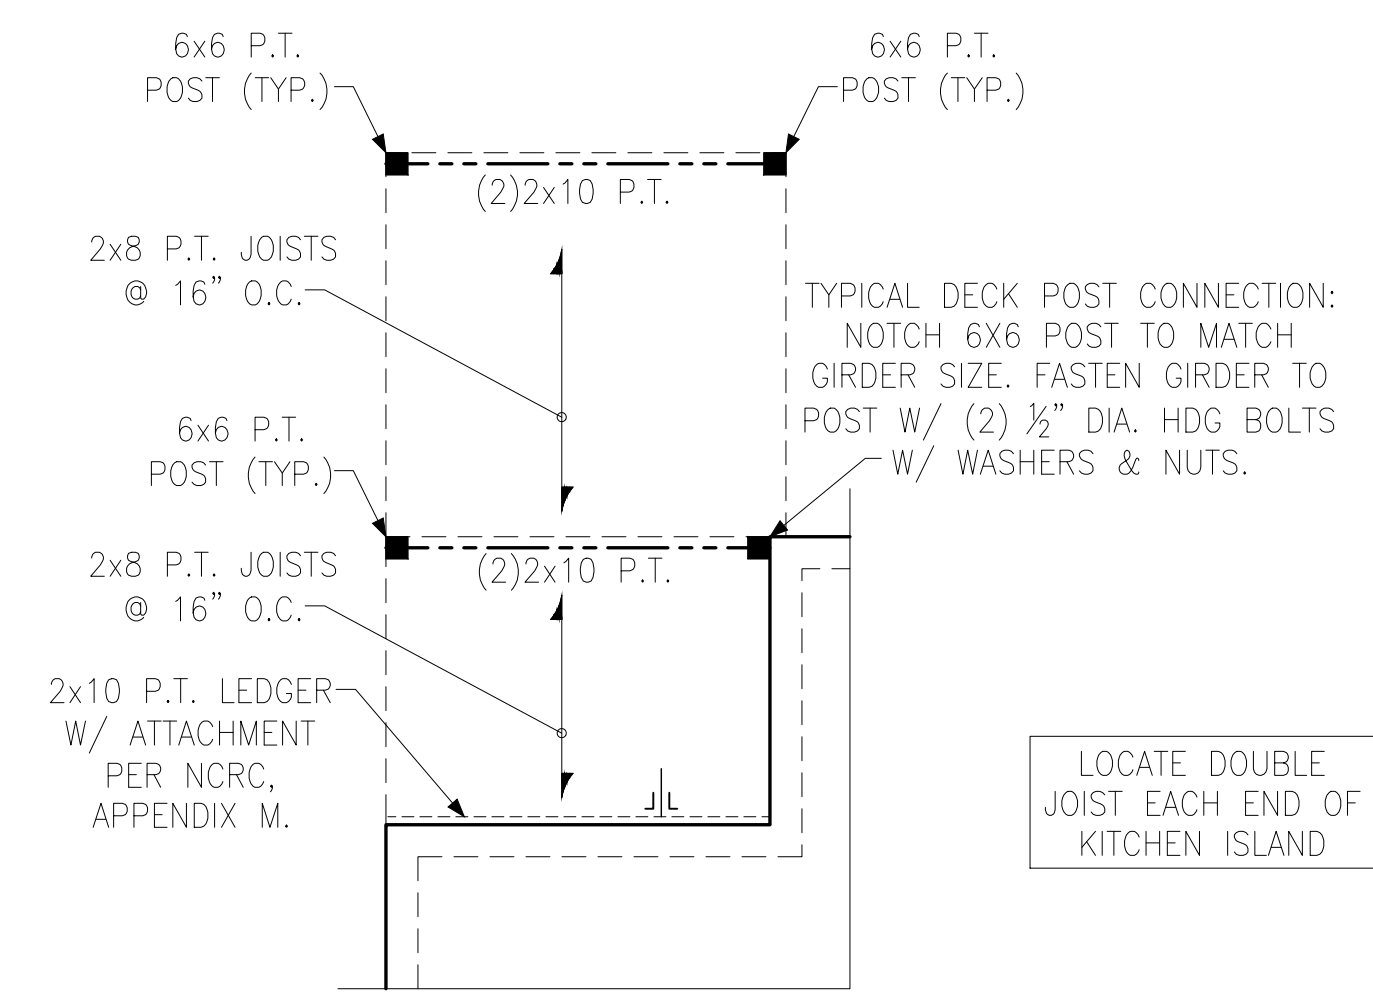 6x6 P.T.
POST (TYP.)
6x6 P.T.
POST (TYP.)
(2)2x10 P.T.
2x8 P.T. JOISTS
@ 16” O.C.
TYPICAL DECK POST CONNECTION:
NOTCH 6X6 POST TO MATCH
GIRDER SIZE. FASTEN GIRDER TO
POST W/ (2) ½” DIA. HDG BOLTS
W/ WASHERS & NUTS.
6x6 P.T.
POST (TYP.)
(2)2x10 P.T.
2x8 P.T. JOISTS
@ 16” O.C.
2x10 P.T. LEDGER
W/ ATTACHMENT
PER NCRC,
APPENDIX M.
LOCATE DOUBLE
JOIST EACH END OF
KITCHEN ISLAND